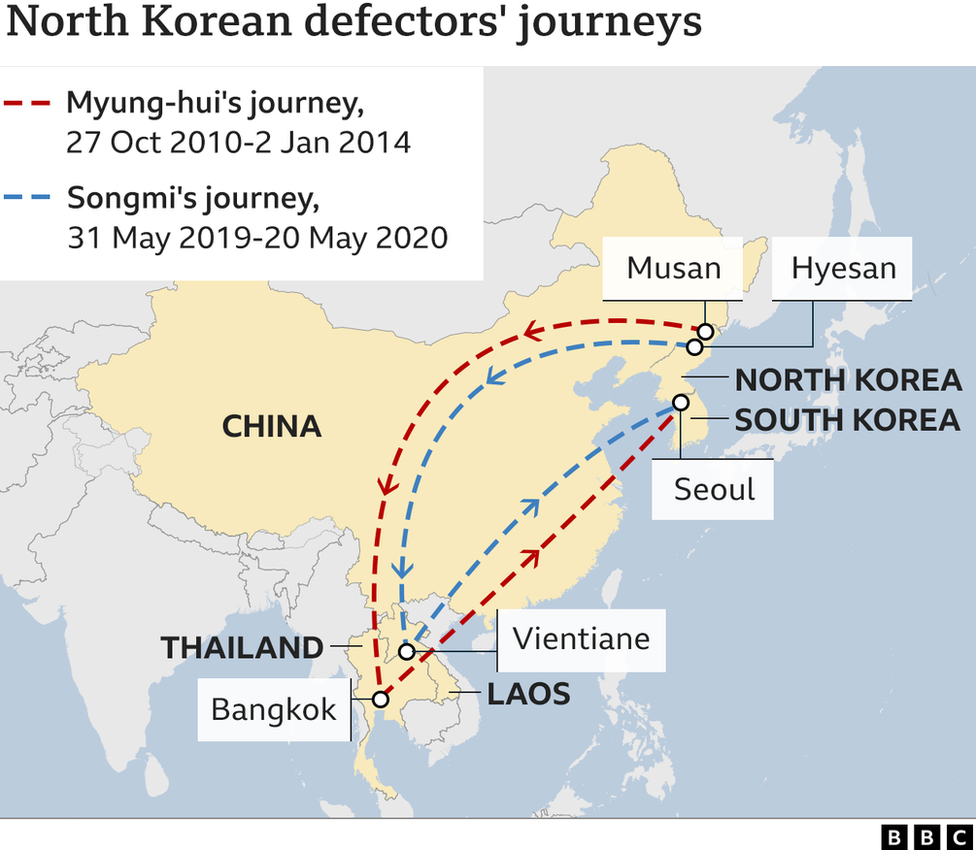 North Korean defectors' journeys
Myung-hui's journey,
27 Oct 2010-2 Jan 2014
Songmi's journey,
31 May 2019-20 May 2020
Musan
Hyesan
NORTH KOREA
CHINA
SOUTH KOREA
Seoul
Vientiane
THAILAND
LAOS
Bangkok
BBC